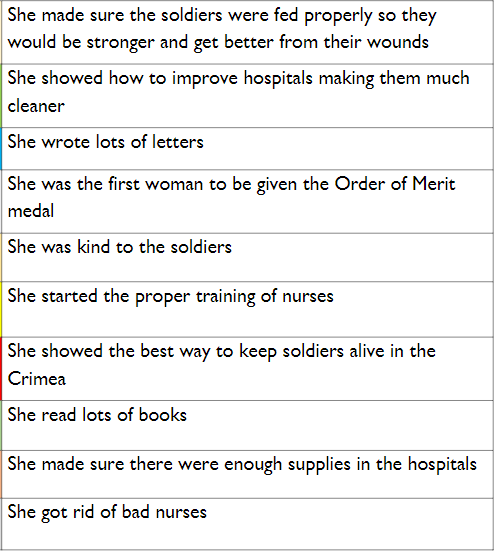 She made sure the soldiers were fed properly so they
would be stronger and get better from their wounds
She showed how to improve hospitals making them much
cleaner
She wrote lots of letters
She was the first woman to be given the Order of Merit
medal
She was kind to the soldiers
She started the proper training of nurses
She showed the best way to keep soldiers alive in the
Crimea
She read lots of books
She made sure there were enough supplies in the hospitals
She got rid of bad nurses